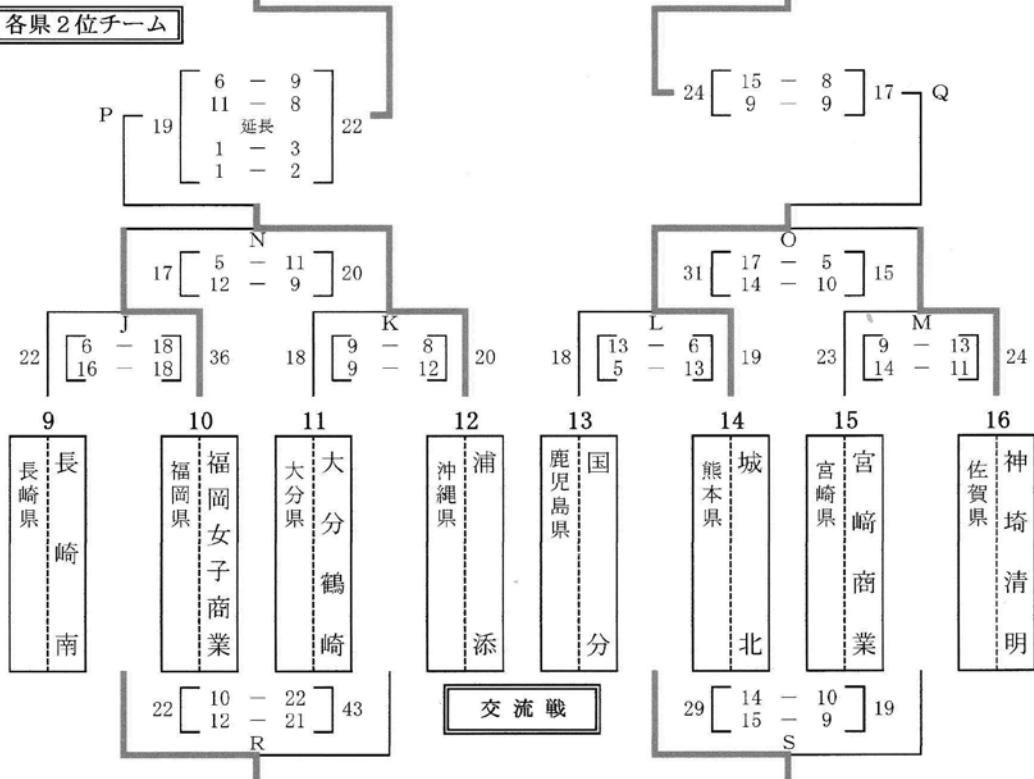 各県２位チーム
P 19 6 － 9 22
11 － 8
延長
1 － 3
1 － 2
24 15 － 8 17 Q
9 － 9
N
17 5 － 11 20
12 － 9
O
31 17 － 5 15
14 － 10
J
22 6 － 18 36
16 － 18
K
18 9 － 8 20
9 － 12
L
18 13 － 6 19
5 － 13
M
23 9 － 13 24
14 － 11
9
長崎県
長崎南
10
福岡県
福岡女子商業
11
大分県
大分鶴崎
12
沖縄県
浦添
13
鹿児島県
国分
14
熊本県
城北
15
宮崎県
宮﨑商業
16
佐賀県
神埼清明
22 10 － 22 43
12 － 21
R
交流戦
29 14 － 10 19
15 － 9
S